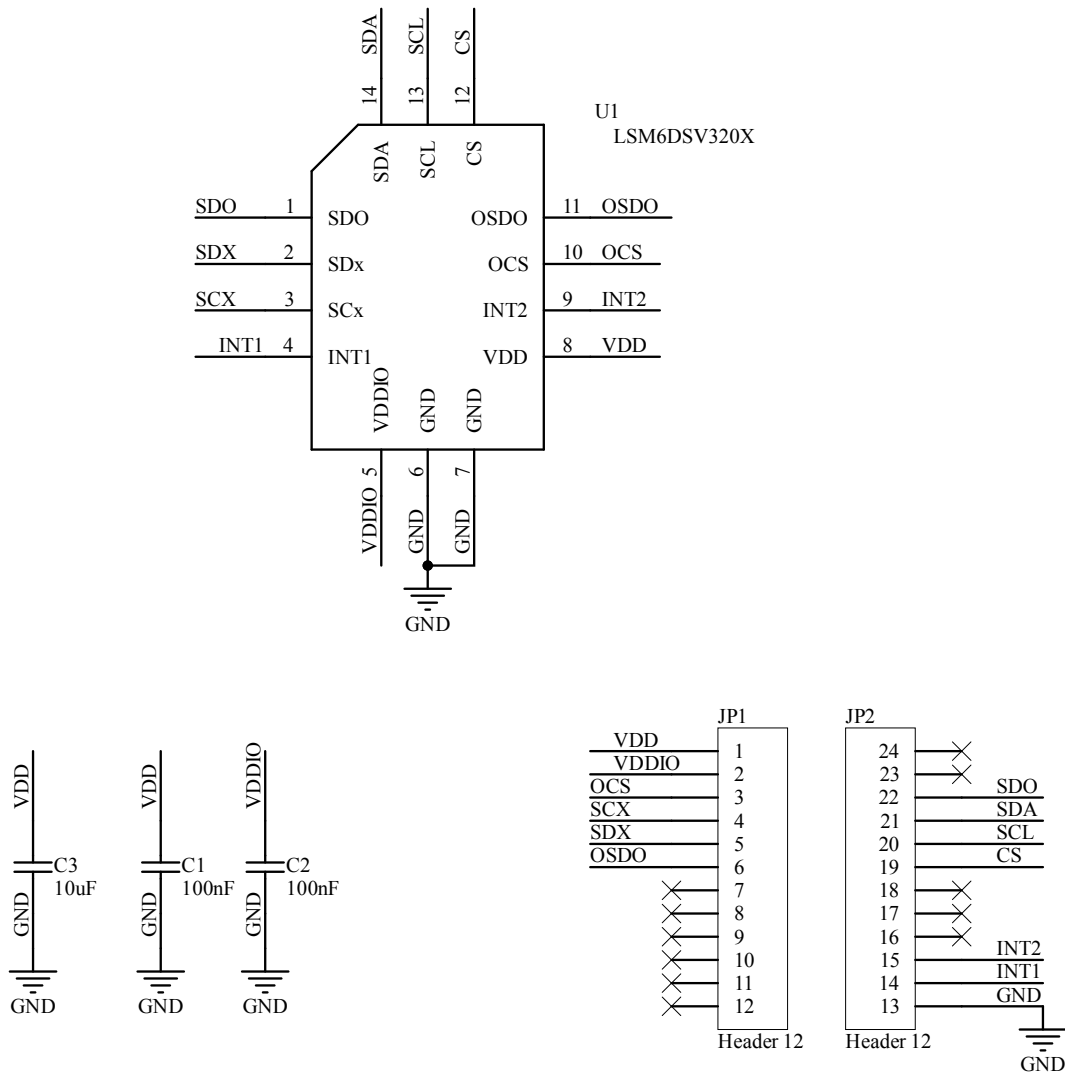 SDA SCL CS
14 13 12
U1
LSM6DSV320X
SDA SCL CS
SDO 1 SDO OSDO 11 OSDO
SDX 2 SDx OCS 10 OCS
SCX 3 SCx INT2 9 INT2
INT1 4 INT1 VDD 8 VDD
VDDIO GND GND
5 6 7
VDDIO GND GND
GND
VDD VDD VDDIO
C3 C1 C2
10uF 100nF 100nF
GND GND GND
GND GND GND
JP1 JP2
VDD 1 24
VDDIO 2 23
OCS 3 22 SDO
SCX 4 21 SDA
SDX 5 20 SCL
OSDO 6 19 CS
7 18
8 17
9 16
10 15 INT2
11 14 INT1
12 13 GND
Header 12 Header 12
GND